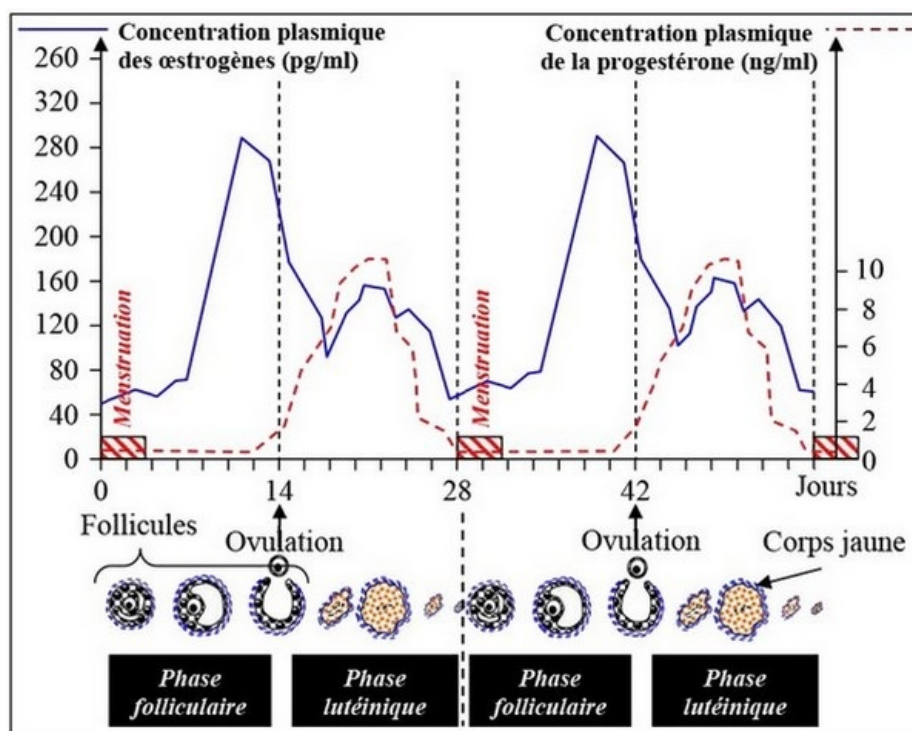 Concentration plasmique
des œstrogènes (pg/ml)
Concentration plasmique
de la progestérone (ng/ml)
260
320
280
240
200
160
120
80
40
0
10
8
6
4
2
0
Menstruation
Menstruation
0 14 28 42 Jours
Follicules
Ovulation
Ovulation
Corps jaune
Phase
folliculaire
Phase
lutéinique
Phase
folliculaire
Phase
lutéinique